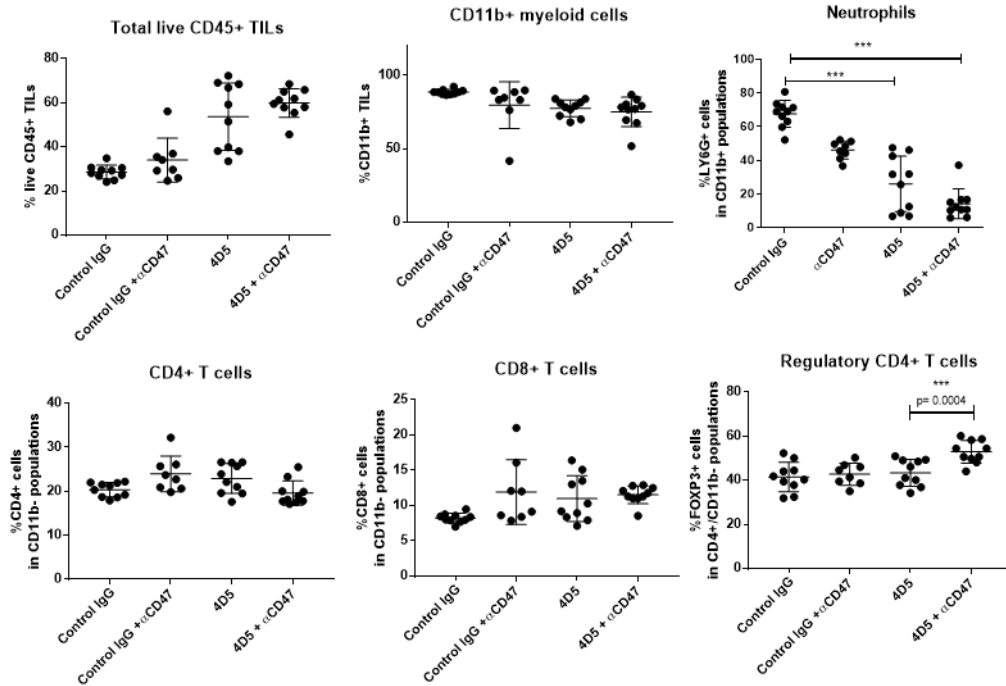 Total live CD45+ TILs
% live CD45+ TILs
80
60
40
20
0
Control IgG
Control IgG +αCD47
4D5
4D5 + αCD47
CD11b+ myeloid cells
%CD11b+ TILs
100
50
0
Control IgG
Control IgG +αCD47
4D5
4D5 + αCD47
Neutrophils
%LY6G+ cells
in CD11b+ populations
100
80
60
40
20
0
***
***
Control IgG
αCD47
4D5
4D5 + αCD47
CD4+ T cells
%CD4+ cells
in CD11b- populations
40
30
20
10
0
Control IgG
Control IgG +αCD47
4D5
4D5 + αCD47
CD8+ T cells
%CD8+ cells
in CD11b- populations
25
20
15
10
5
0
Control IgG
Control IgG +αCD47
4D5
4D5 + αCD47
Regulatory CD4+ T cells
%FOXP3+ cells
in CD4+/CD11b- populations
80
60
40
20
0
***
p= 0.0004
Control IgG
Control IgG +αCD47
4D5
4D5 + αCD47